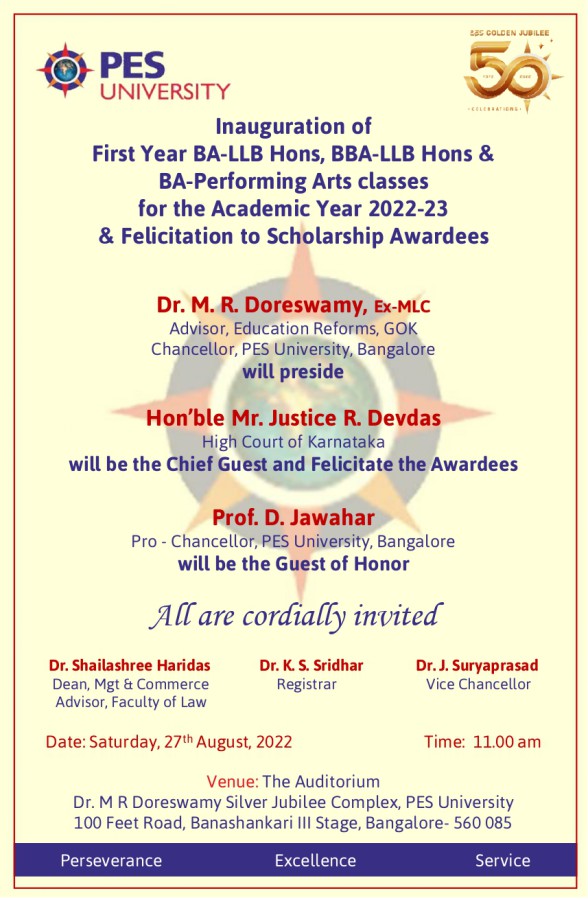 PES
UNIVERSITY
GOLDEN JUBILEE
50
CELEBRATIONS
Inauguration of
First Year BA-LLB Hons, BBA-LLB Hons &
BA-Performing Arts classes
for the Academic Year 2022-23
& Felicitation to Scholarship Awardees
Dr. M. R. Doreswamy, Ex-MLC
Advisor, Education Reforms, GOK
Chancellor, PES University, Bangalore
will preside
Hon’ble Mr. Justice R. Devdas
High Court of Karnataka
will be the Chief Guest and Felicitate the Awardees
Prof. D. Jawahar
Pro - Chancellor, PES University, Bangalore
will be the Guest of Honor
All are cordially invited
Dr. Shailashree Haridas
Dean, Mgt & Commerce
Advisor, Faculty of Law
Dr. K. S. Sridhar
Registrar
Dr. J. Suryaprasad
Vice Chancellor
Date: Saturday, 27th August, 2022
Time: 11.00 am
Venue: The Auditorium
Dr. M R Doreswamy Silver Jubilee Complex, PES University
100 Feet Road, Banashankari III Stage, Bangalore- 560 085
Perseverance
Excellence
Service